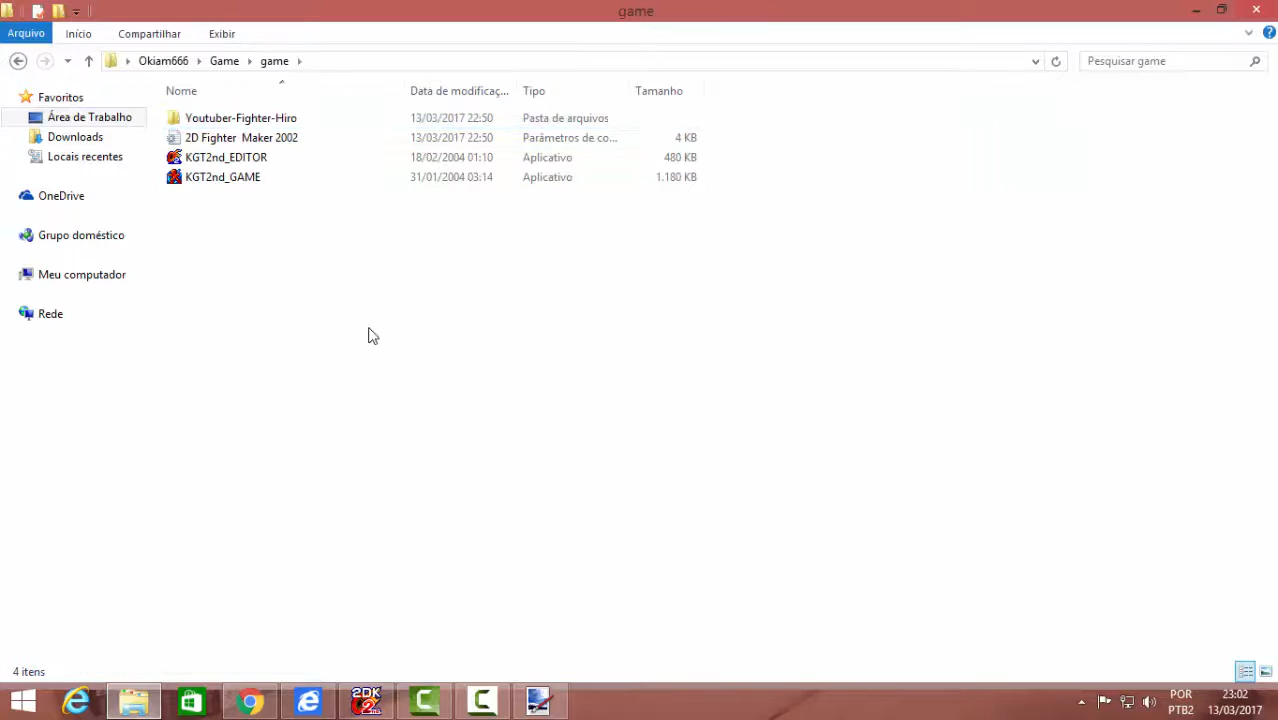 game
Arquivo Início Compartilhar Exibir
Okiam666 Game game Pesquisar game
Nome Data de modificaç... Tipo Tamanho
Favoritos
Área de Trabalho
Downloads
Locais recentes
OneDrive
Grupo doméstico
Meu computador
Rede
Youtuber-Fighter-Hiro 13/03/2017 22:50 Pasta de arquivos
2D Fighter Maker 2002 13/03/2017 22:50 Parâmetros de co... 4 KB
KGT2nd_EDITOR 18/02/2004 01:10 Aplicativo 480 KB
KGT2nd_GAME 31/01/2004 03:14 Aplicativo 1.180 KB
4 itens
2DK
POR 23:02
PTB2 13/03/2017